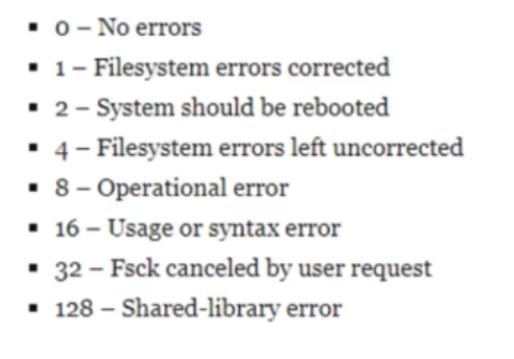 ▪ 0 – No errors
▪ 1 – Filesystem errors corrected
▪ 2 – System should be rebooted
▪ 4 – Filesystem errors left uncorrected
▪ 8 – Operational error
▪ 16 – Usage or syntax error
▪ 32 – Fsck canceled by user request
▪ 128 – Shared-library error